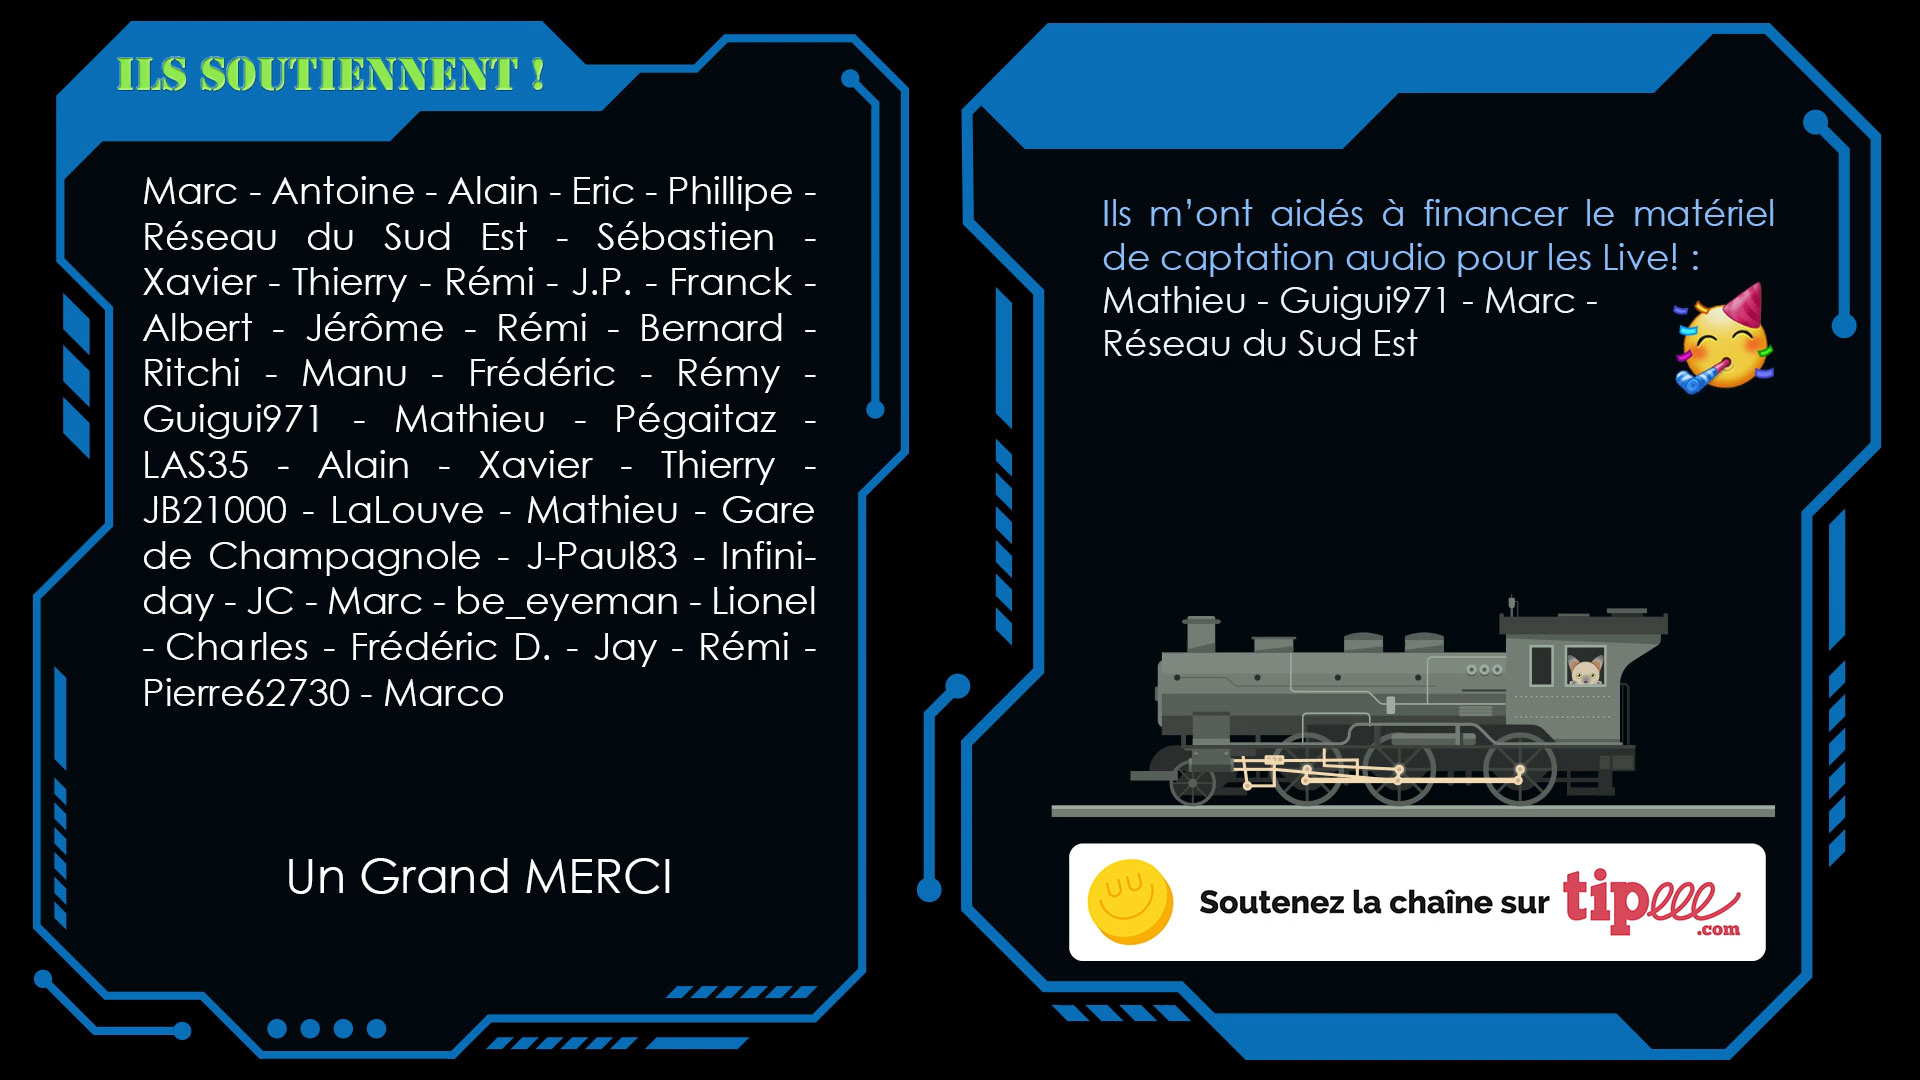 ILS SOUTIENNENT !
Marc - Antoine - Alain - Eric - Phillipe -
Réseau du Sud Est - Sébastien -
Xavier - Thierry - Rémi - J.P. - Franck -
Albert - Jérôme - Rémi - Bernard -
Ritchi - Manu - Frédéric - Rémy -
Guigui971 - Mathieu - Pégaitaz -
LAS35 - Alain - Xavier - Thierry -
JB21000 - LaLouve - Mathieu - Gare
de Champagnole - J-Paul83 - Infini-
day - JC - Marc - be_eyeman - Lionel
- Charles - Frédéric D. - Jay - Rémi -
Pierre62730 - Marco
Un Grand MERCI
Ils m’ont aidés à financer le matériel
de captation audio pour les Live! :
Mathieu - Guigui971 - Marc -
Réseau du Sud Est
Soutenez la chaîne sur tipeee
.com